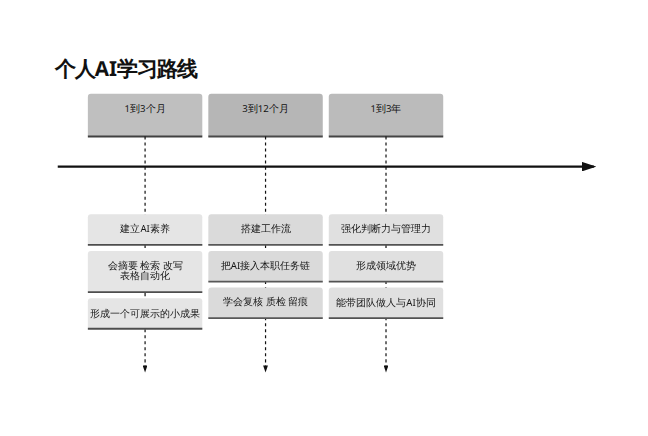 个人AI学习路线
1到3个月
3到12个月
1到3年
建立AI素养
会摘要 检索 改写
表格自动化
形成一个可展示的小成果
搭建工作流
把AI接入本职任务链
学会复核 质检 留痕
强化判断力与管理力
形成领域优势
能带团队做人与AI协同